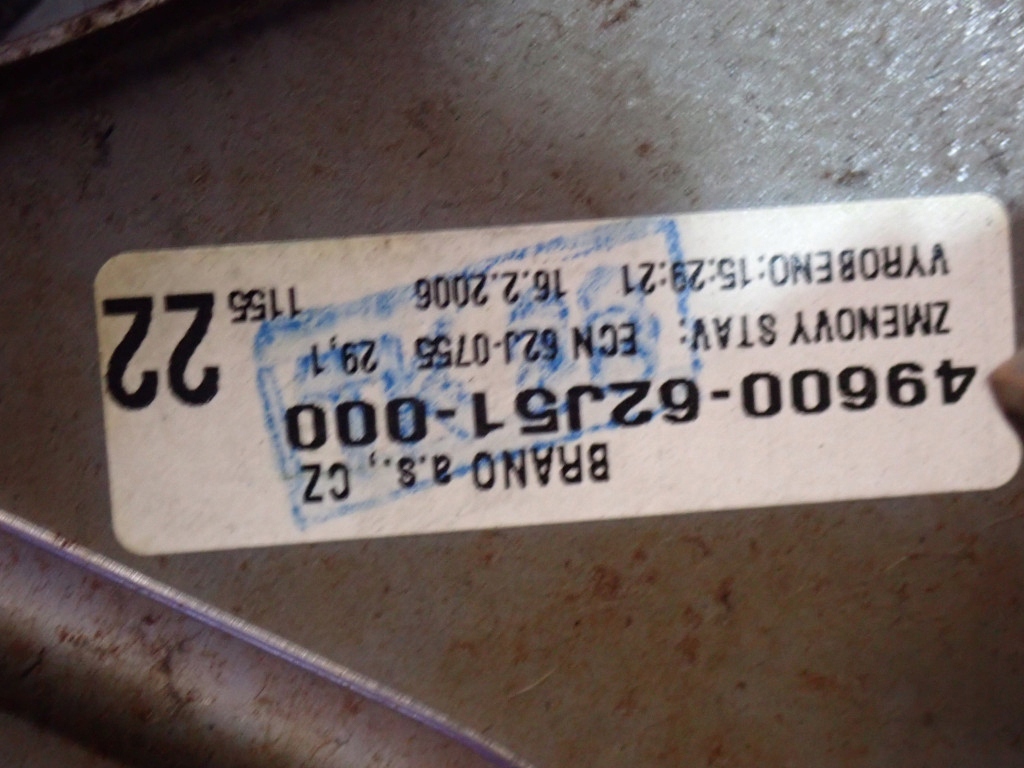 BRANO a.s., CZ
49600-62J51-000
ZMENOVY STAV: ECN 62J-0755 29,1
VYROBENO:15:29:21 16.2.2006 1155
22